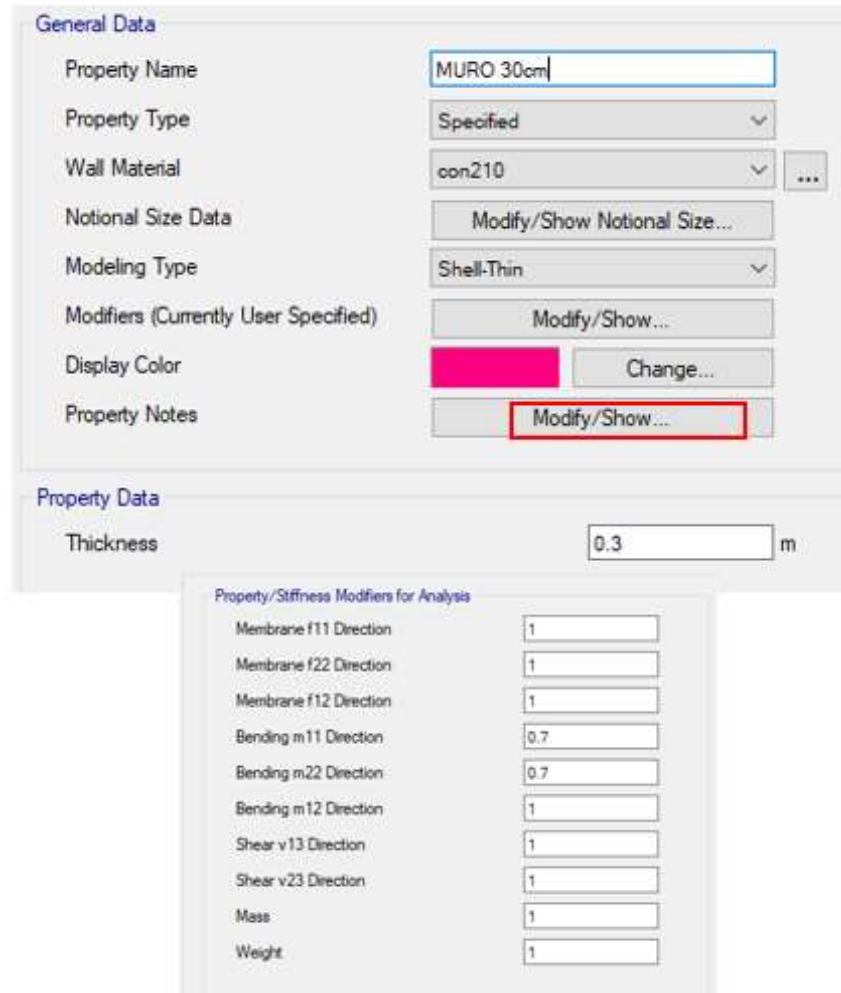 General Data
Property Name MURO 30cm
Property Type Specified
Wall Material con210 ...
Notional Size Data Modify/Show Notional Size...
Modeling Type Shell-Thin
Modifiers (Currently User Specified) Modify/Show...
Display Color Change...
Property Notes Modify/Show...
Property Data
Thickness 0.3 m
Property/Stiffness Modifiers for Analysis
Membrane f11 Direction 1
Membrane f22 Direction 1
Membrane f12 Direction 1
Bending m11 Direction 0.7
Bending m22 Direction 0.7
Bending m12 Direction 1
Shear v13 Direction 1
Shear v23 Direction 1
Mass 1
Weight 1